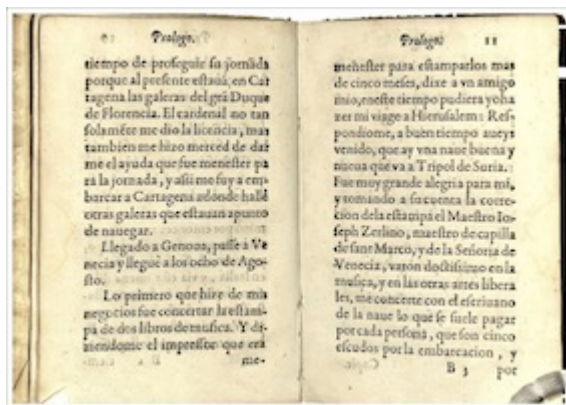 Prologo.
tiempo de proseguir su jornada
porque al presente estaua en Car
tagena las galeras del grã Duque
de Florencia. El cardenal no tan
solamẽte me dio la licencia, mas
tambien me hizo merced de dar
me el ayuda que fue menester pa
ra la jornada, y assi me fuy a em-
barcar a Cartagena adonde hallé
otras galeras que estauan apunto
de nauegar.
Llegado a Genoua, passe à Ve
necia y llegue a los ocho de Ago-
sto.
Lo primero que hize de mis
negocios fue concertar la estam-
pa de dos libros de musica. Y di-
ziendome el impressor que era
me-
Prologo.
11
menester para estamparlos mas
de cinco meses, dixe a vn amigo
mio, eneste tiempo pudiera yo ha
zer mi viage a Hierusalem: Res-
pondiome, a buen tiempo aueys
venido, que ay vna naue buena y
nueua que va a Tripol de Suria.
Fue muy grande alegria para mi,
y tomando a su cuenta la corre-
cion dela estampa el Maestro Io-
seph Zerlino, maestro de capilla
de sant Marco, y de la Señoria de
Venecia, varon doctissimo en la
musica, y en las otras artes libera
les, me concerte con el escriuano
de la naue lo que se suele pagar
por cada persona, que son cinco
escudos por la embarcacion, y
B 3 por